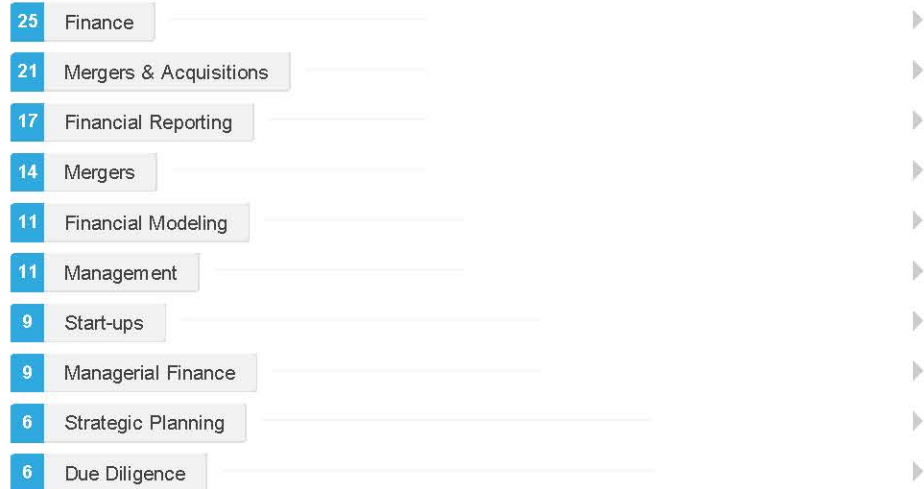 25 Finance
21 Mergers & Acquisitions
17 Financial Reporting
14 Mergers
11 Financial Modeling
11 Management
9 Start-ups
9 Managerial Finance
6 Strategic Planning
6 Due Diligence